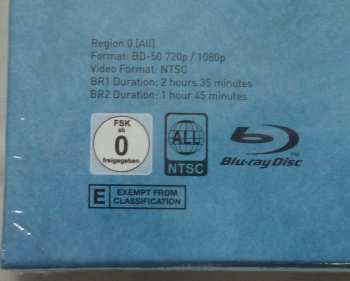 Region 0 [All]
Format: BD-50 720p / 1080p
Video Format: NTSC
BR1 Duration: 2 hours 35 minutes
BR2 Duration: 1 hour 45 minutes
FSK
ab
0
freigegeben
ALL
NTSC
Blu-ray Disc
E EXEMPT FROM
CLASSIFICATION